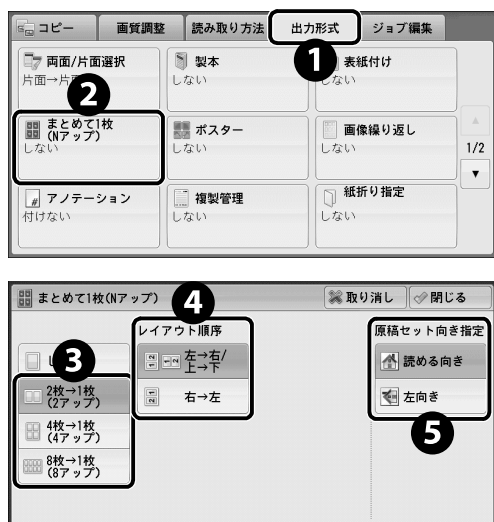 コピー 画質調整 読み取り方法 出力形式 ジョブ編集
1
両面/片面選択 製本 表紙付け
片面→片 しない ない
2
まとめて1枚 ポスター 画像繰り返し
(Nアップ)
しない しない しない
1/2
アノテーション 複製管理 紙折り指定
付けない しない しない
まとめて1枚(Nアップ) 取り消し 閉じる
4
レイアウト順序 原稿セット向き指定
3
左→右/ 読める向き
上→下
2枚→1枚 右→左 左向き
(2アップ)
5
4枚→1枚
(4アップ)
8枚→1枚
(8アップ)